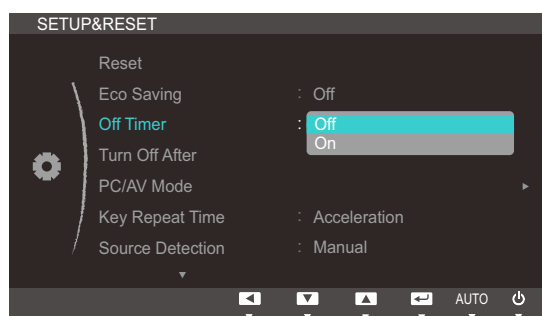 SETUP&RESET
Reset
Eco Saving : Off
Off Timer : Off
On
Turn Off After
PC/AV Mode
Key Repeat Time : Acceleration
Source Detection : Manual
AUTO